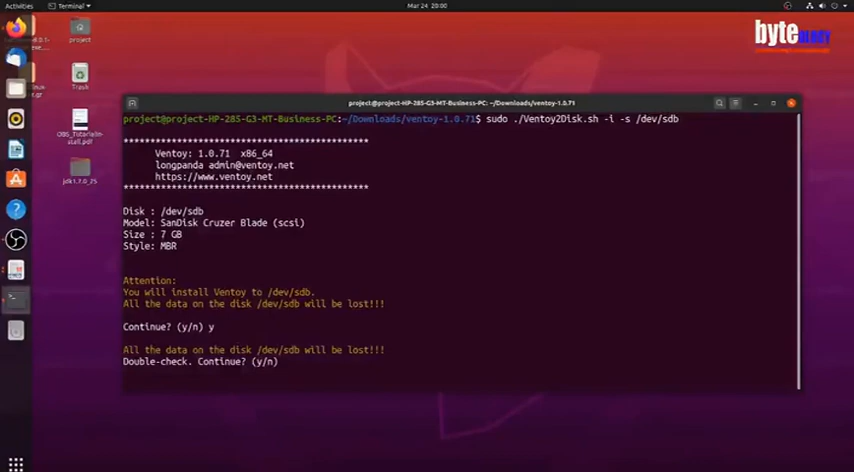 Activities
Terminal
Mar 24 20:00
byte
project
Trash
OBS_Tutorialin
stall.pdf
jdk1.7.0_25
project@project-HP-285-G3-MT-Business-PC: ~/Downloads/ventoy-1.0.71
project@project-HP-285-G3-MT-Business-PC:~/Downloads/ventoy-1.0.71$ sudo ./Ventoy2Disk.sh -i -s /dev/sdb
**********************************************
Ventoy: 1.0.71 x86_64
longpanda admin@ventoy.net
https://www.ventoy.net
**********************************************
Disk : /dev/sdb
Model: SanDisk Cruzer Blade (scsi)
Size : 7 GB
Style: MBR
Attention:
You will install Ventoy to /dev/sdb.
All the data on the disk /dev/sdb will be lost!!!
Continue? (y/n) y
All the data on the disk /dev/sdb will be lost!!!
Double-check. Continue? (y/n)